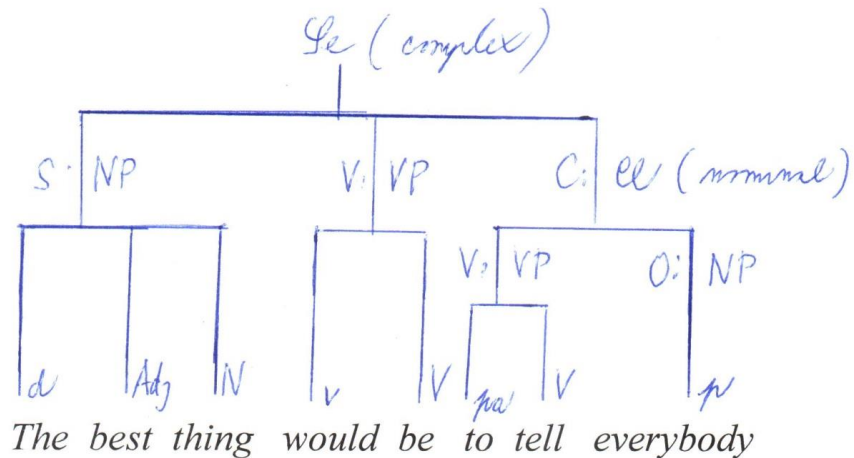 Se (complex)
S: NP V: VP C: Cl (nominal)
V: VP O: NP
d Adj N v V pa V p
The best thing would be to tell everybody